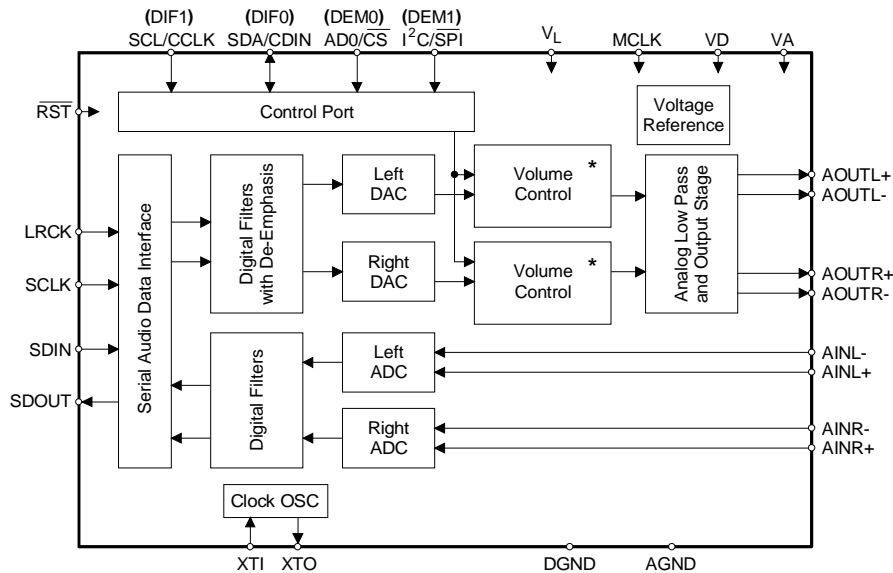 (DIF1) (DIF0) (DEM0) (DEM1)
SCL/CCLK SDA/CDIN AD0/C̅S̅ I²C/S̅P̅I VL MCLK VD VA
R̅S̅T̅
Control Port
Voltage
Reference
Left
DAC
Volume
Control
*
AOUTL+
AOUTL-
LRCK
SCLK
SDIN
SDOUT
Serial Audio Data Interface
Digital Filters
with De-Emphasis
Right
DAC
Volume
Control
*
Analog Low Pass
and Output Stage
AOUTR+
AOUTR-
Digital Filters
Left
ADC
AINL-
AINL+
Right
ADC
AINR-
AINR+
Clock OSC
XTI XTO DGND AGND